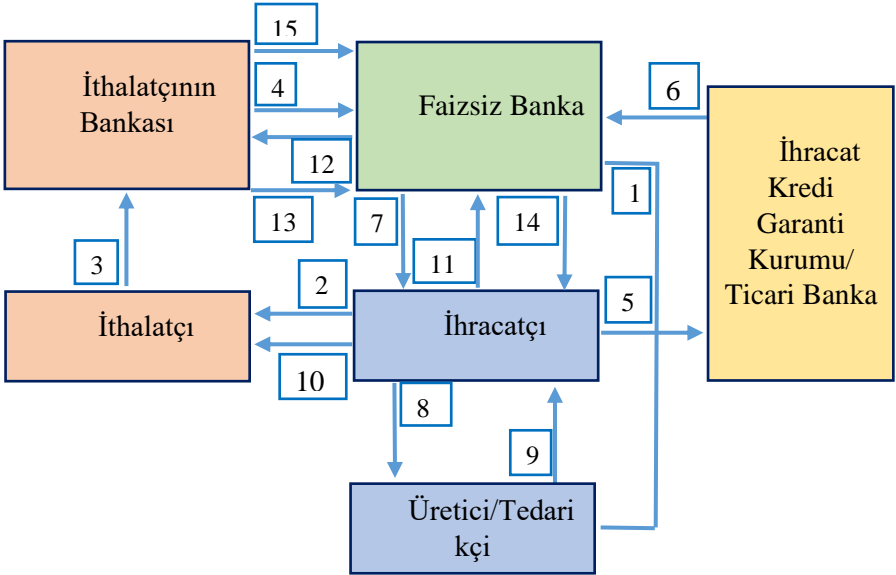 15
İthalatçının
Bankası
4
Faizsiz Banka
6
İhracat
Kredi
Garanti
Kurumu/
Ticari Banka
12
13
7
14
1
3
11
2
5
İthalatçı
İhracatçı
10
8
9
Üretici/Tedari
kçi